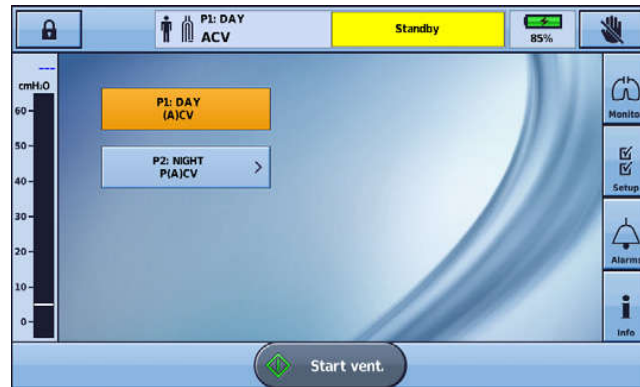 P1: DAY
ACV
Standby
85%
---
cmH₂O
60
50
40
30
20
10
0
P1: DAY
(A)CV
P2: NIGHT
P(A)CV
Monito
Setup
Alarms
Info
Start vent.